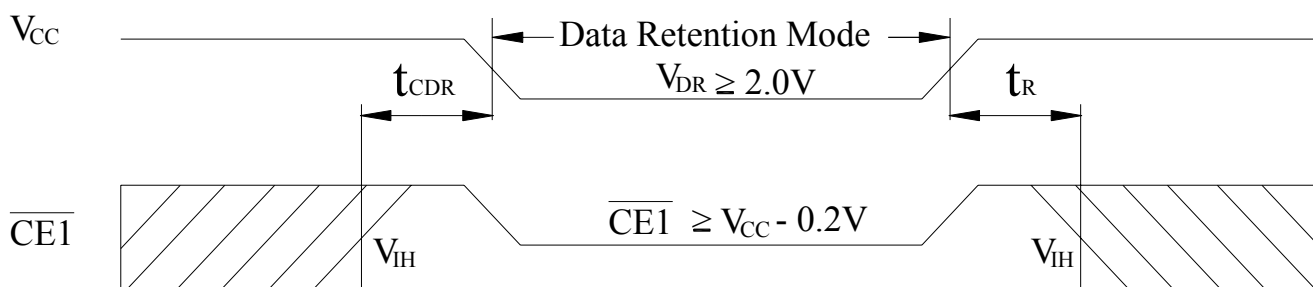 VCC
Data Retention Mode
VDR ≥ 2.0V
tCDR
tR
CE1
CE1 ≥ VCC - 0.2V
VIH
VIH